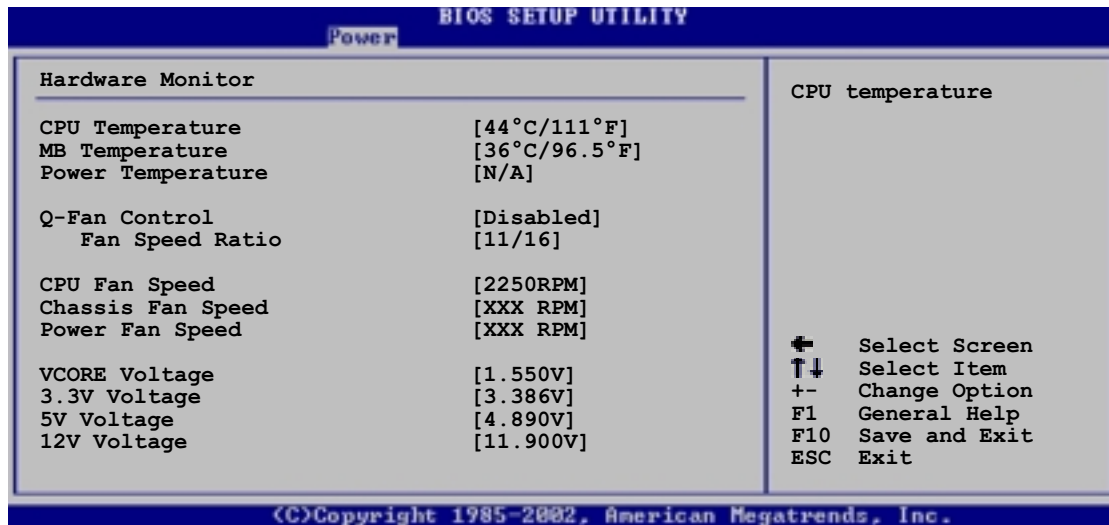 BIOS SETUP UTILITY
Power
Hardware Monitor
CPU Temperature [44°C/111°F]
MB Temperature [36°C/96.5°F]
Power Temperature [N/A]
Q-Fan Control [Disabled]
Fan Speed Ratio [11/16]
CPU Fan Speed [2250RPM]
Chassis Fan Speed [XXX RPM]
Power Fan Speed [XXX RPM]
VCORE Voltage [1.550V]
3.3V Voltage [3.386V]
5V Voltage [4.890V]
12V Voltage [11.900V]
CPU temperature
← Select Screen
↑↓ Select Item
+- Change Option
F1 General Help
F10 Save and Exit
ESC Exit
(C)Copyright 1985-2002, American Megatrends, Inc.